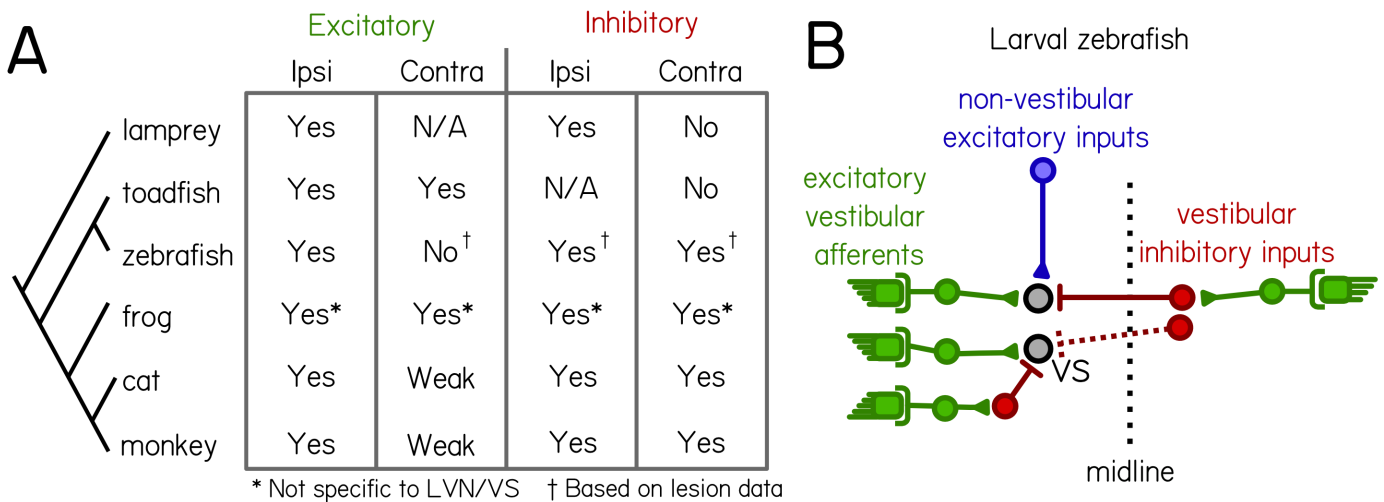 A
Excitatory Inhibitory
Ipsi Contra Ipsi Contra
lamprey Yes N/A Yes No
toadfish Yes Yes N/A No
zebrafish Yes No† Yes† Yes†
frog Yes* Yes* Yes* Yes*
cat Yes Weak Yes Yes
monkey Yes Weak Yes Yes
* Not specific to LVN/VS † Based on lesion data
B
Larval zebrafish
non-vestibular
excitatory inputs
excitatory
vestibular
afferents
vestibular
inhibitory inputs
VS
midline